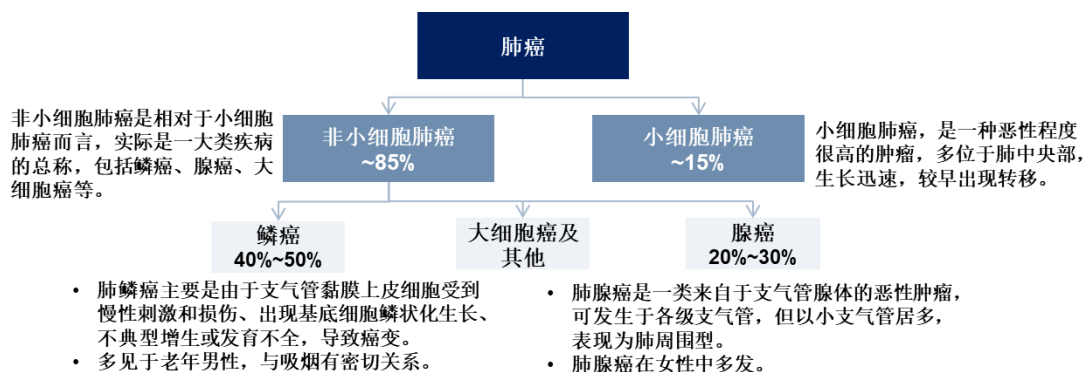 肺癌
非小细胞肺癌是相对于小细胞
肺癌而言，实际是一大类疾病
的总称，包括鳞癌、腺癌、大
细胞癌等。
非小细胞肺癌
~85%
小细胞肺癌
~15%
小细胞肺癌，是一种恶性程度
很高的肿瘤，多位于肺中央部，
生长迅速，较早出现转移。
鳞癌
40%~50%
大细胞癌及
其他
腺癌
20%~30%
• 肺鳞癌主要是由于支气管黏膜上皮细胞受到
慢性刺激和损伤、出现基底细胞鳞状化生长、
不典型增生或发育不全，导致癌变。
• 多见于老年男性，与吸烟有密切关系。
• 肺腺癌是一类来自于支气管腺体的恶性肿瘤，
可发生于各级支气管，但以小支气管居多，
表现为肺周围型。
• 肺腺癌在女性中多发。